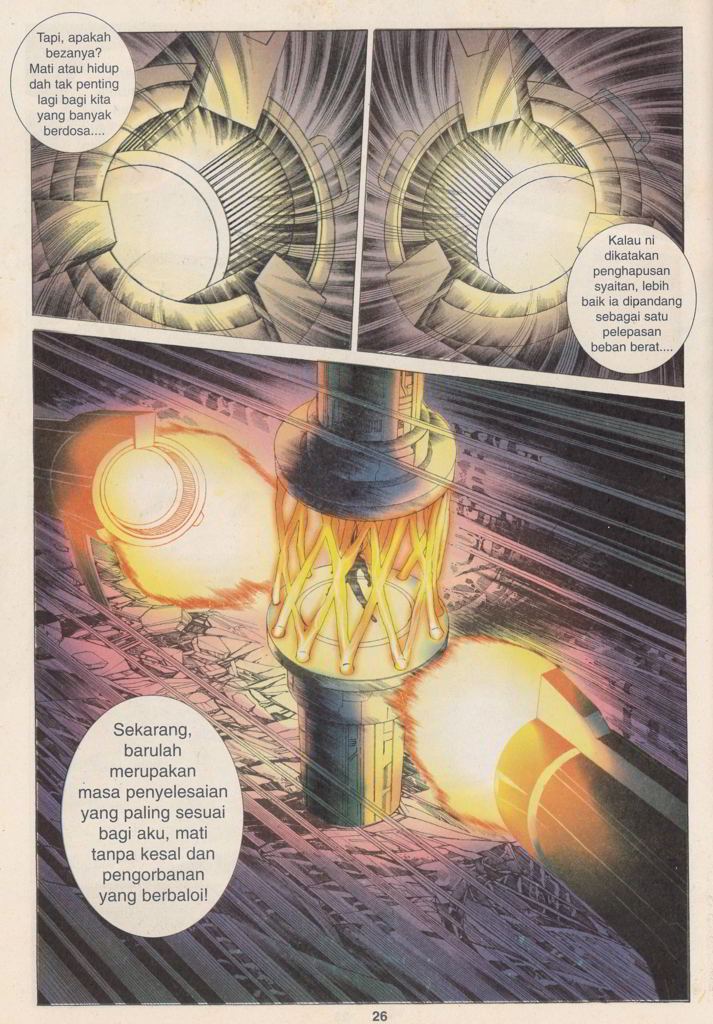 Tapi, apakah
bezanya?
Mati atau hidup
dah tak penting
lagi bagi kita
yang banyak
berdosa....
Kalau ni
dikatakan
penghapusan
syaitan, lebih
baik ia dipandang
sebagai satu
pelepasan
beban berat....
Sekarang,
barulah
merupakan
masa penyelesaian
yang paling sesuai
bagi aku, mati
tanpa kesal dan
pengorbanan
yang berbaloi!
26